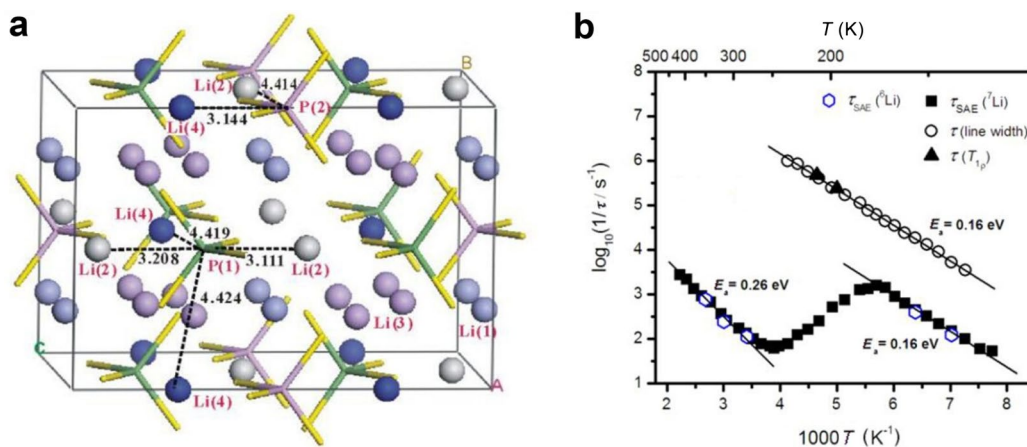 a
B
Li(2)
4.414
P(2)
Li(4)
3.144
Li(4)
4.419
Li(2)
3.208
P(1)
3.111
Li(2)
4.424
Li(3)
Li(1)
C
Li(4)
A
b
T (K)
500 400 300 200
τSAE (⁶Li)
τSAE (⁷Li)
τ (line width)
τ (T1ρ)
log10(1/τ / s⁻¹)
8
7
6
5
4
3
2
1
Ea = 0.16 eV
Ea = 0.26 eV
Ea = 0.16 eV
2 3 4 5 6 7 8
1000T (K⁻¹)